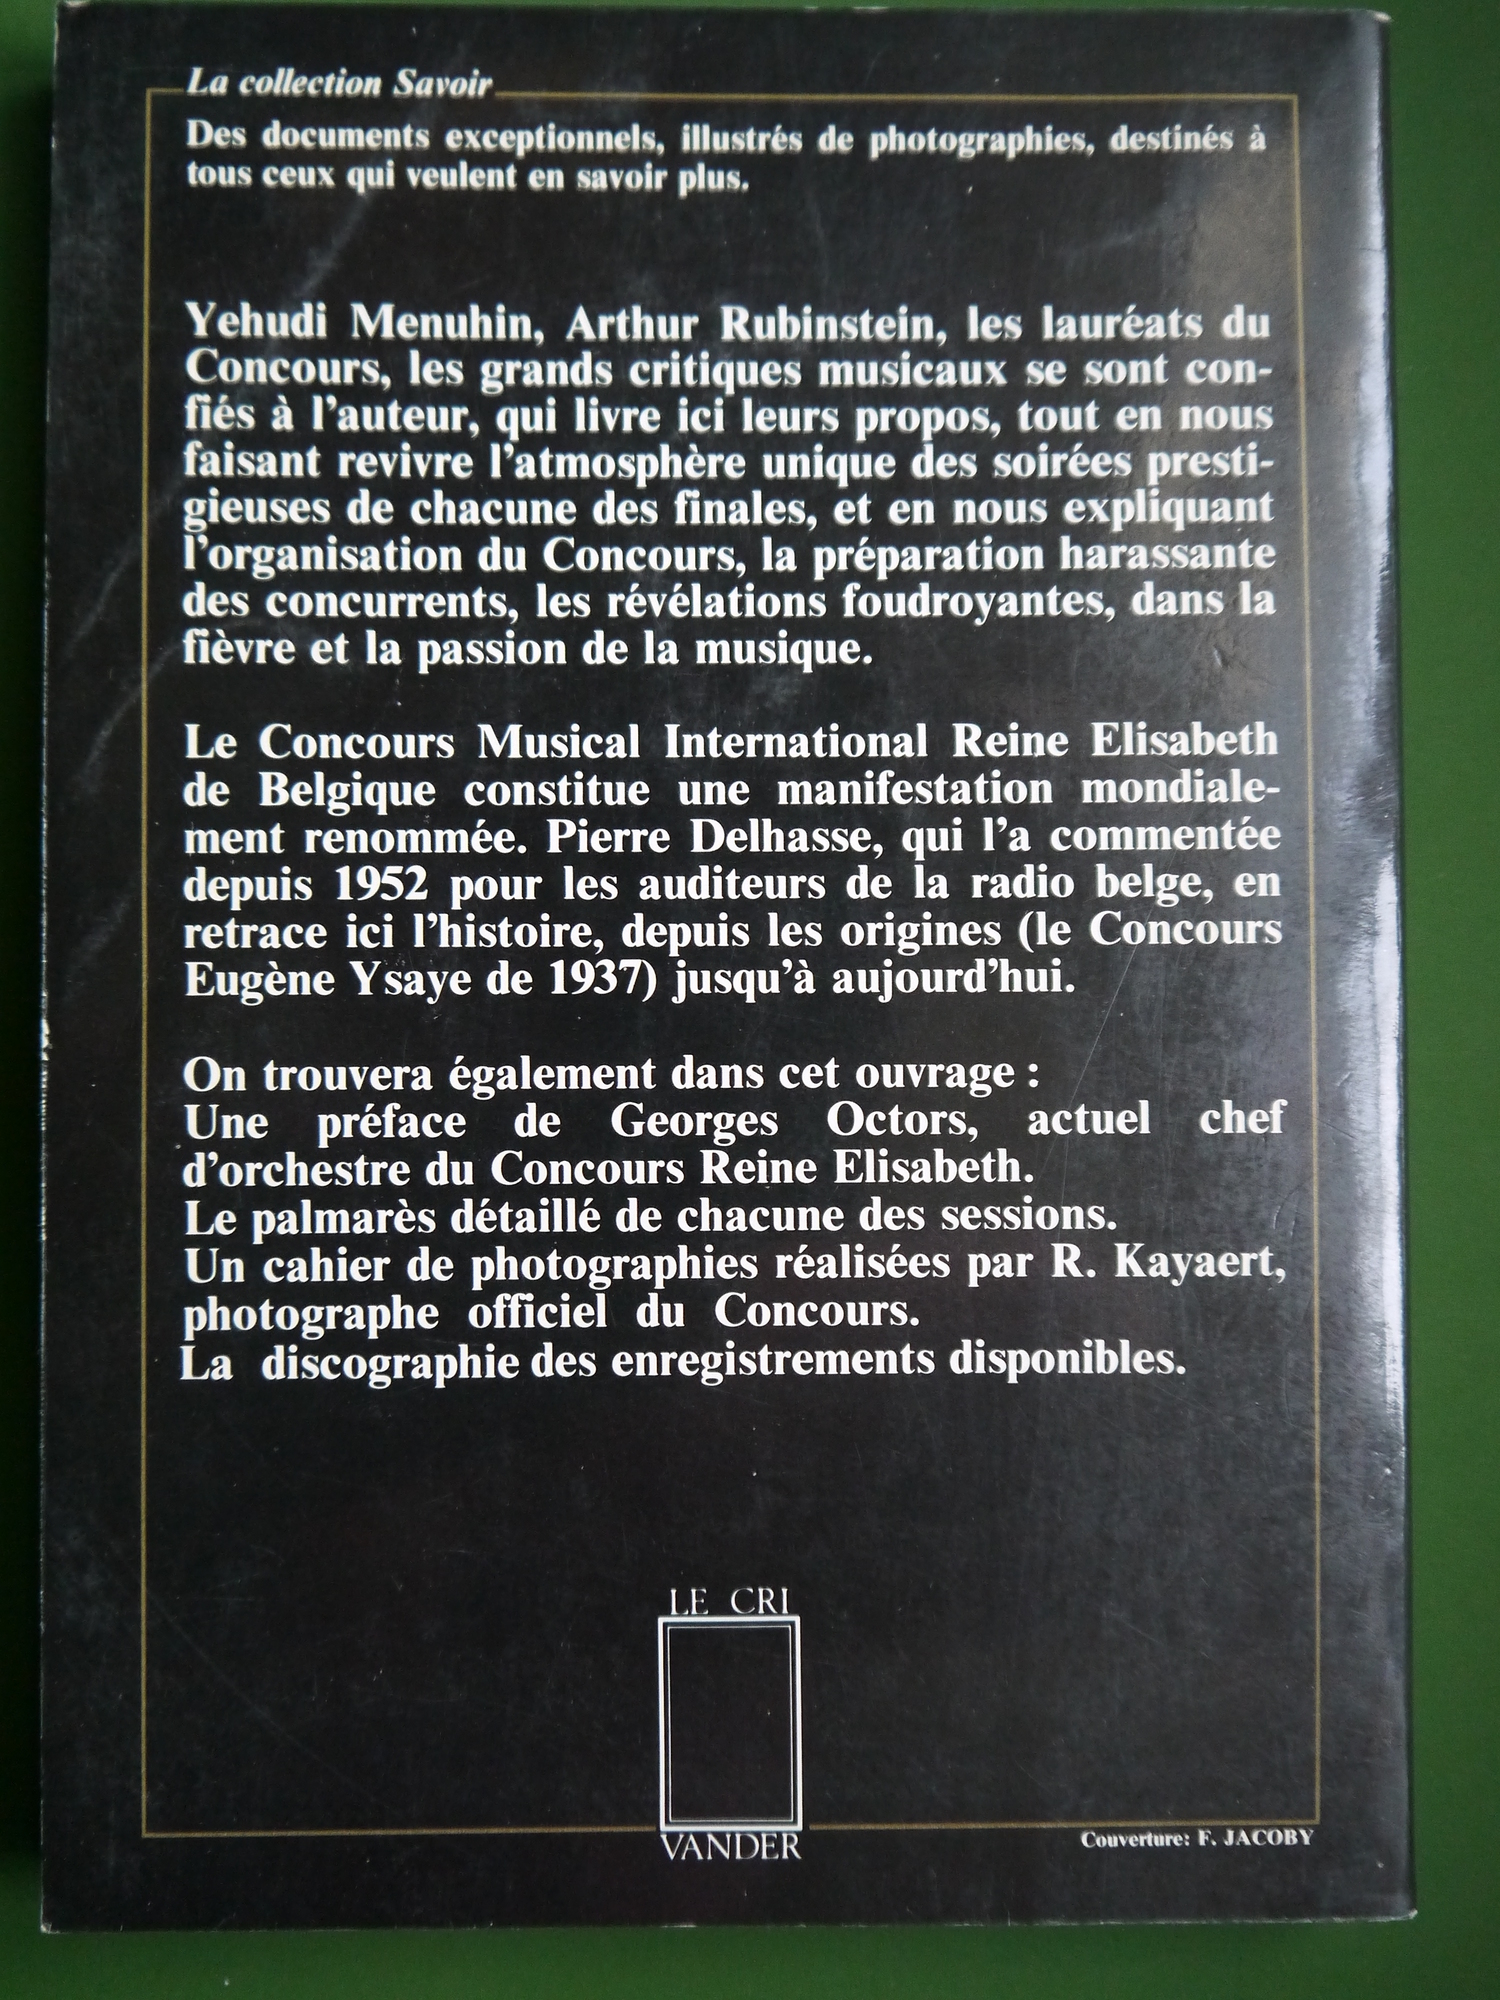 La collection Savoir
Des documents exceptionnels, illustrés de photographies, destinés à
tous ceux qui veulent en savoir plus.
Yehudi Menuhin, Arthur Rubinstein, les lauréats du
Concours, les grands critiques musicaux se sont con-
fiés à l'auteur, qui livre ici leurs propos, tout en nous
faisant revivre l'atmosphère unique des soirées presti-
gieuses de chacune des finales, et en nous expliquant
l'organisation du Concours, la préparation harassante
des concurrents, les révélations foudroyantes, dans la
fièvre et la passion de la musique.
Le Concours Musical International Reine Elisabeth
de Belgique constitue une manifestation mondiale-
ment renommée. Pierre Delhasse, qui l'a commentée
depuis 1952 pour les auditeurs de la radio belge, en
retrace ici l'histoire, depuis les origines (le Concours
Eugène Ysaye de 1937) jusqu'à aujourd'hui.
On trouvera également dans cet ouvrage :
Une préface de Georges Octors, actuel chef
d'orchestre du Concours Reine Elisabeth.
Le palmarès détaillé de chacune des sessions.
Un cahier de photographies réalisées par R. Kayaert,
photographe officiel du Concours.
La discographie des enregistrements disponibles.
LE CRI
VANDER
Couverture: F. JACOBY